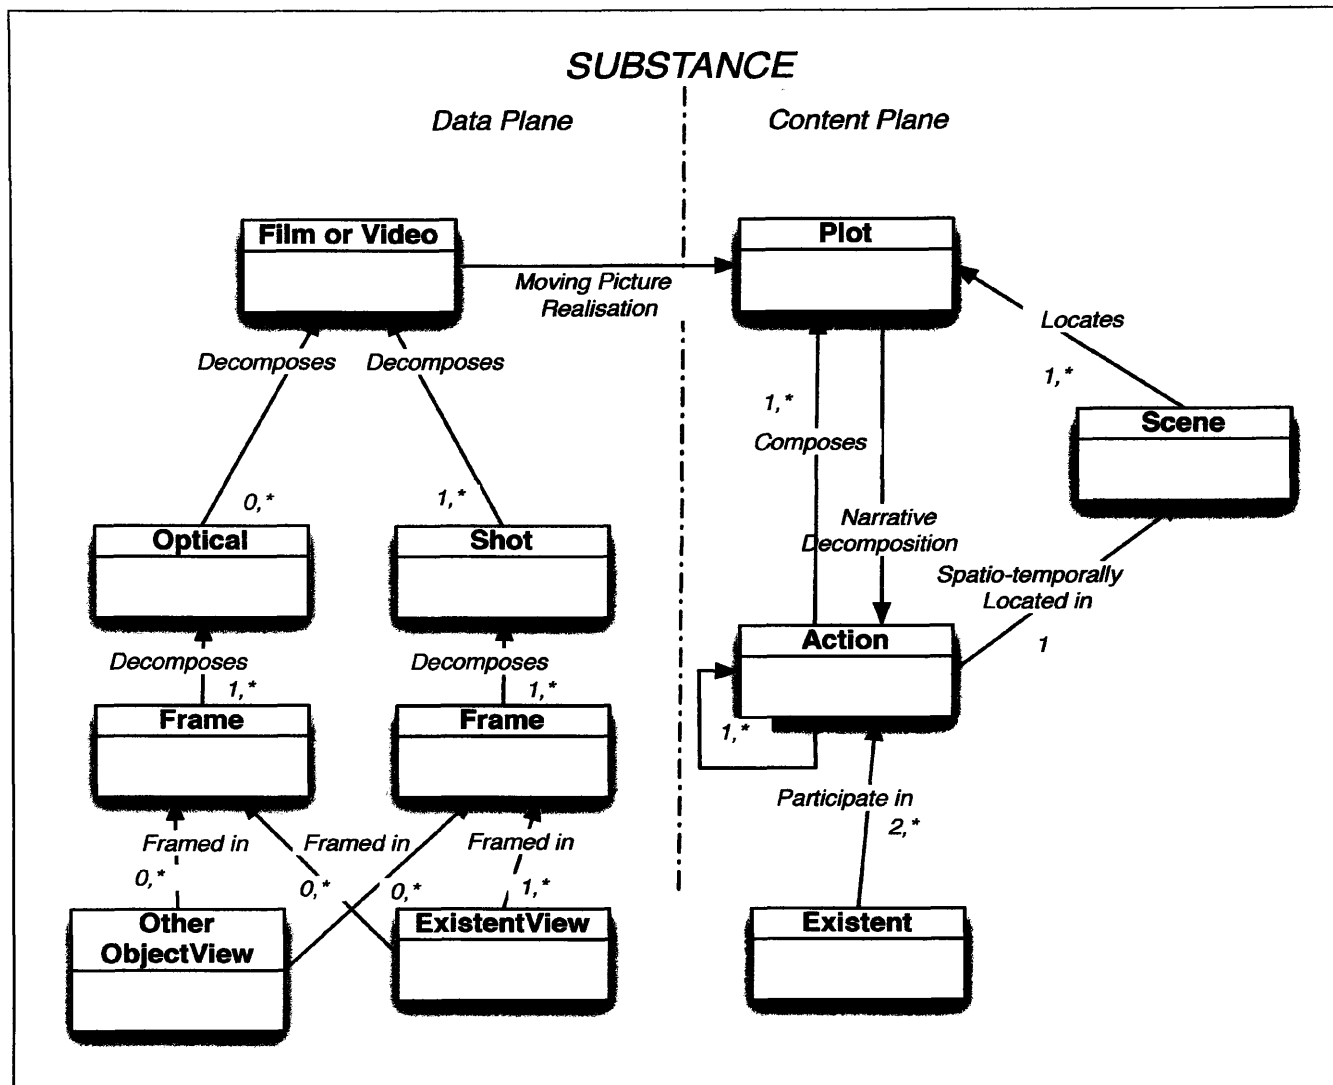 SUBSTANCE
Data Plane
Content Plane
Film or Video
Plot
Moving Picture
Realisation
Locates
Decomposes
Decomposes
1,*
1,*
Scene
Composes
0,*
1,*
Narrative
Decomposition
Optical
Shot
Spatio-temporally
Located in
1
Action
Decomposes
Decomposes
1,*
1,*
Frame
Frame
1,*
Participate in
2,*
Framed in
Framed in
Framed in
0,*
0,*
0,*
1,*
Other
ObjectView
ExistentView
Existent